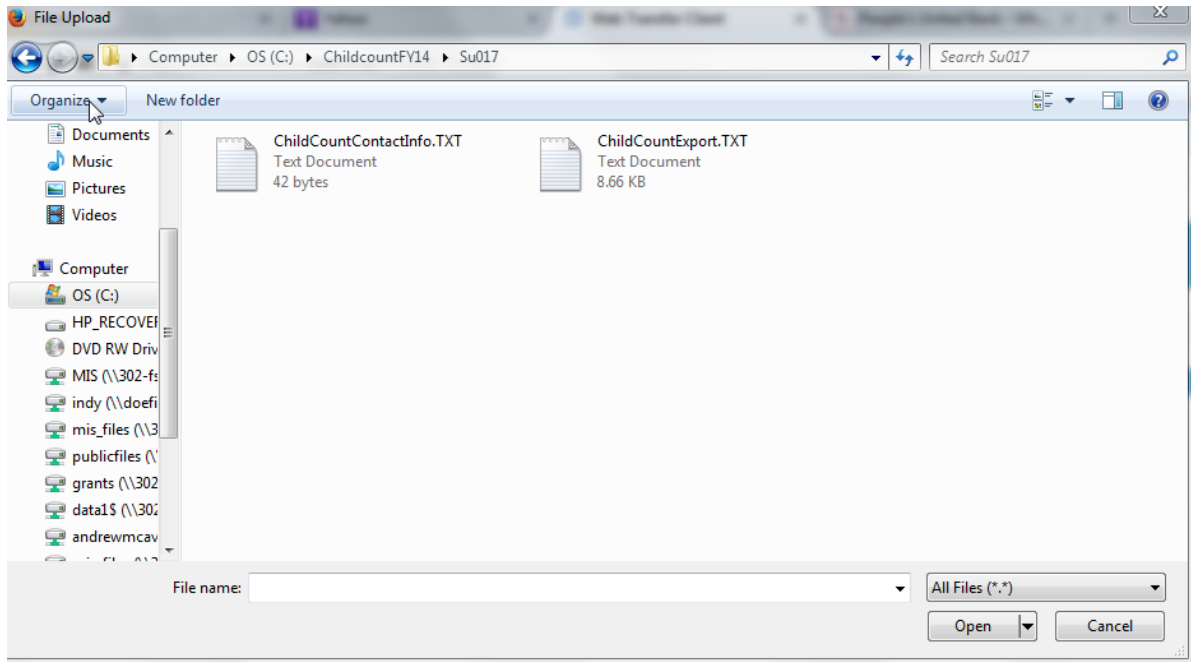 File Upload
Computer OS (C:) ChildcountFY14 Su017
Search Su017
Organize New folder
Documents
Music
Pictures
Videos
Computer
OS (C:)
HP_RECOVER
DVD RW Driv
MIS (\\302-fs
indy (\\doefi
mis_files (\\3
publicfiles (\
grants (\\302
data1$ (\\302
andrewmcav
ChildCountContactInfo.TXT
Text Document
42 bytes
ChildCountExport.TXT
Text Document
8.66 KB
File name:
All Files (*.*)
Open
Cancel